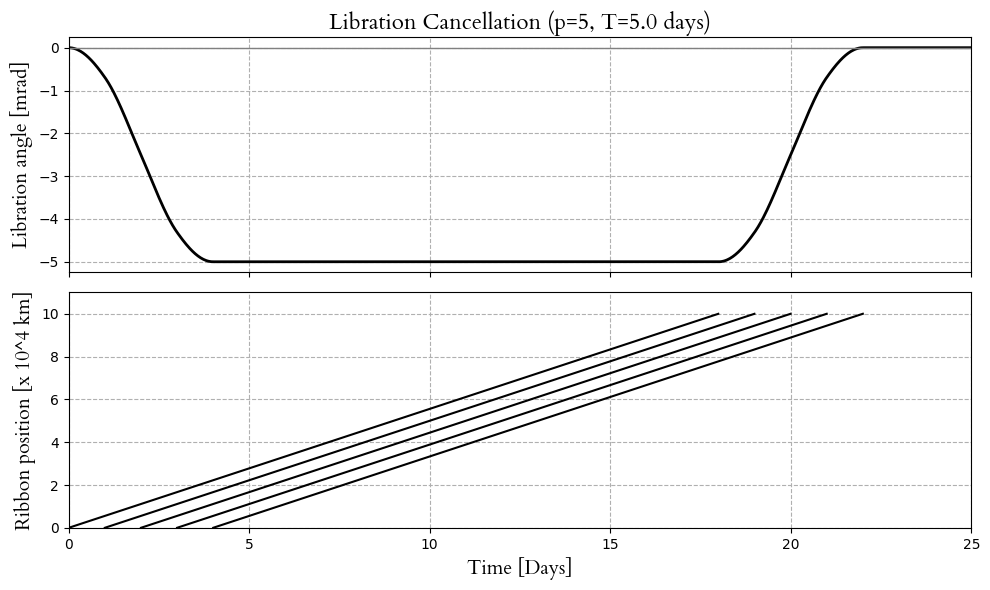 Libration Cancellation (p=5, T=5.0 days)
Libration angle [mrad]
0
−1
−2
−3
−4
−5
Ribbon position [x 10^4 km]
10
8
6
4
2
0
0 5 10 15 20 25
Time [Days]